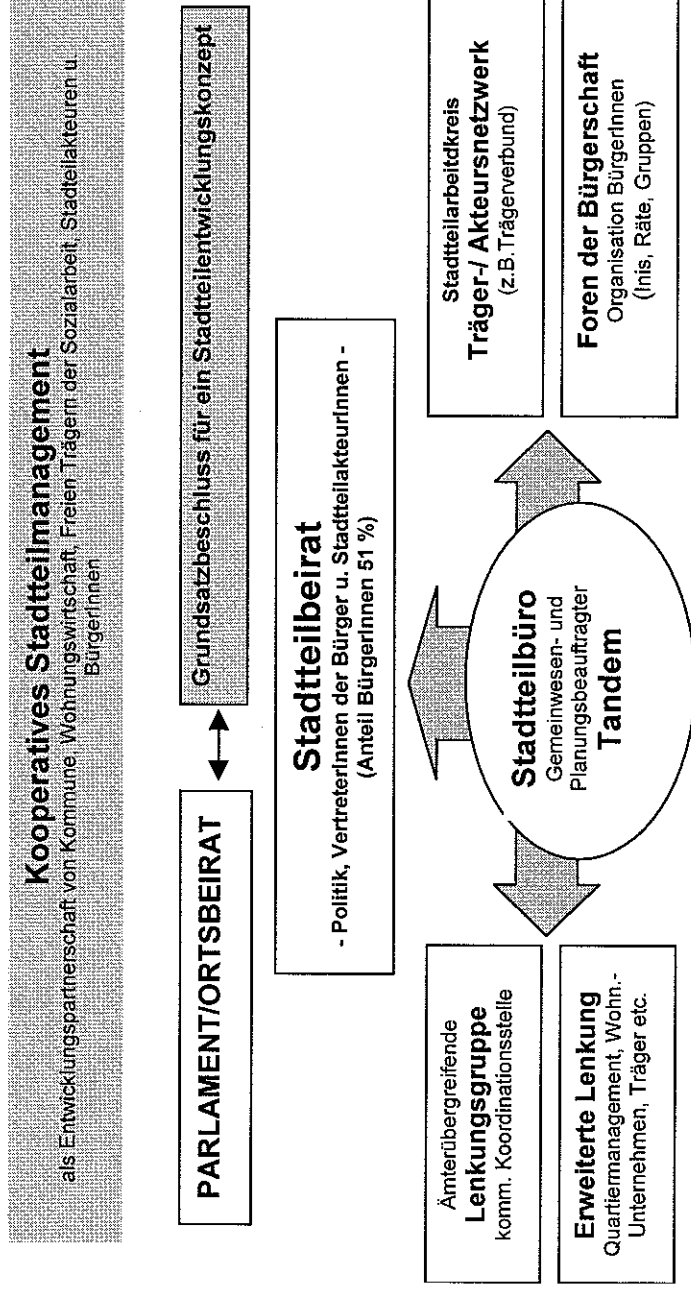 Kooperatives Stadtteilmanagement
als Entwicklungspartnerschaft von Kommune, Wohnungswirtschaft, Freien Trägern der Sozialarbeit, Stadteilakteuren u.
BürgerInnen
PARLAMENT/ORTSBEIRAT
Grundsatzbeschluss für ein Stadtteilentwicklungskonzept
Stadtteilbeirat
- Politik, VertreterInnen der Bürger u. StadtteilakteurInnen -
(Anteil BürgerInnen 51 %)
Ämterübergreifende
Lenkungsgruppe
komm. Koordinationsstelle
Erweiterte Lenkung
Quartiermanagement, Wohn.-
Unternehmen, Träger etc.
Stadtteilbüro
Gemeinwesen- und
Planungsbeauftragter
Tandem
Stadtteilarbeitdkreis
Träger-/ Akteursnetzwerk
(z.B.Trägerverbund)
Foren der Bürgerschaft
Organisation BürgerInnen
(Inis, Räte, Gruppen)